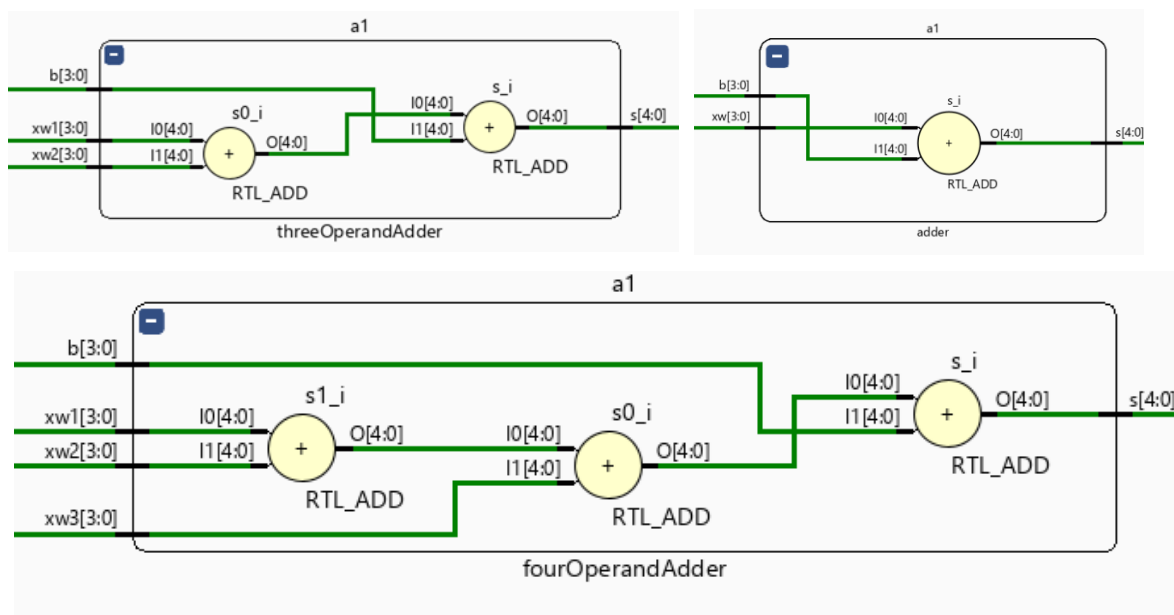 a1
b[3:0]
xw1[3:0]
xw2[3:0]
s0_i
I0[4:0]
I1[4:0]
+
O[4:0]
RTL_ADD
s_i
I0[4:0]
I1[4:0]
+
O[4:0]
RTL_ADD
s[4:0]
threeOperandAdder
a1
b[3:0]
xw[3:0]
s_i
I0[4:0]
I1[4:0]
+
O[4:0]
RTL_ADD
s[4:0]
adder
a1
b[3:0]
xw1[3:0]
xw2[3:0]
xw3[3:0]
s1_i
I0[4:0]
I1[4:0]
+
O[4:0]
RTL_ADD
s0_i
I0[4:0]
I1[4:0]
+
O[4:0]
RTL_ADD
s_i
I0[4:0]
I1[4:0]
+
O[4:0]
RTL_ADD
s[4:0]
fourOperandAdder